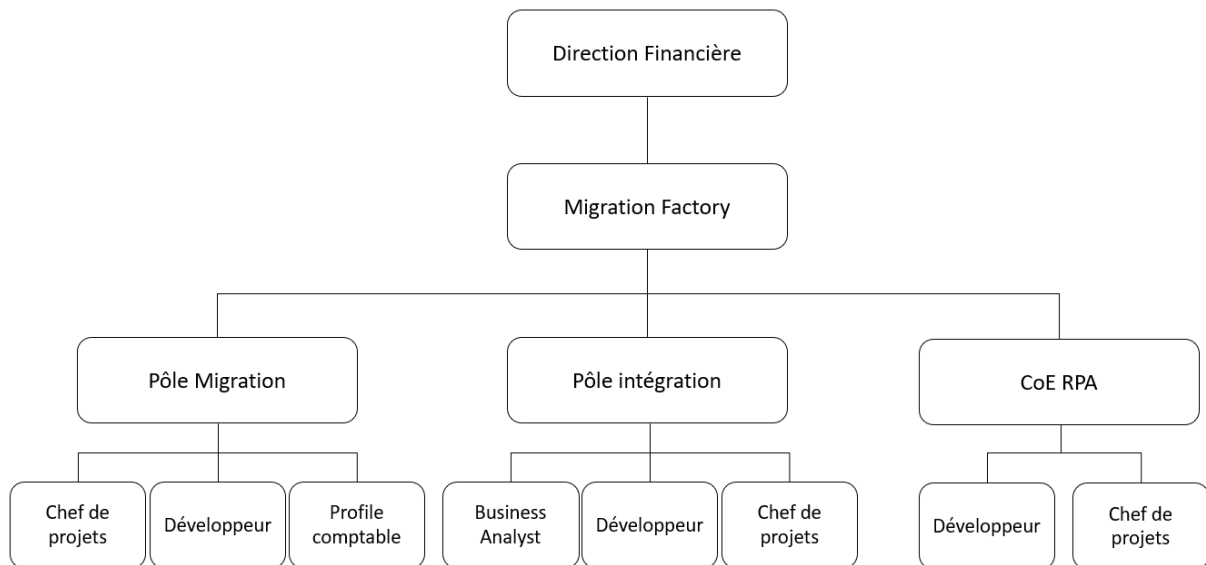 Direction Financière
Migration Factory
Pôle Migration
Pôle intégration
CoE RPA
Chef de
projets
Développeur
Profile
comptable
Business
Analyst
Développeur
Chef de
projets
Développeur
Chef de
projets